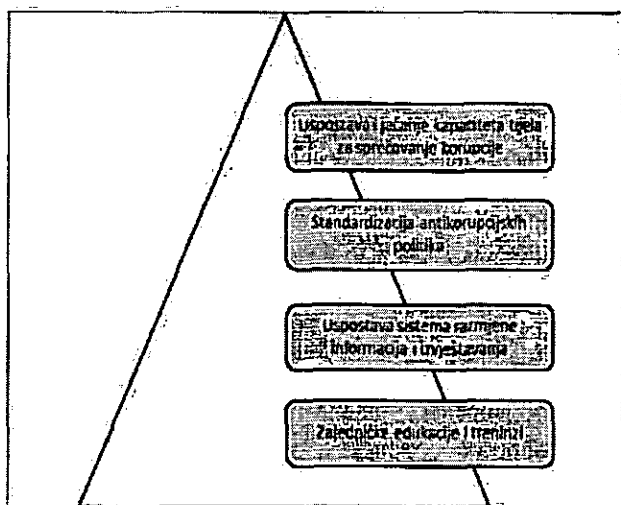 Uspostava i jačanje kapaciteta tijela
za sprečavanje korupcije
Standardizacija antikorupcijskih
politika
Uspostava sistema razmjene
informacija i izvještavanja
Zajedničke edukacije i treninzi